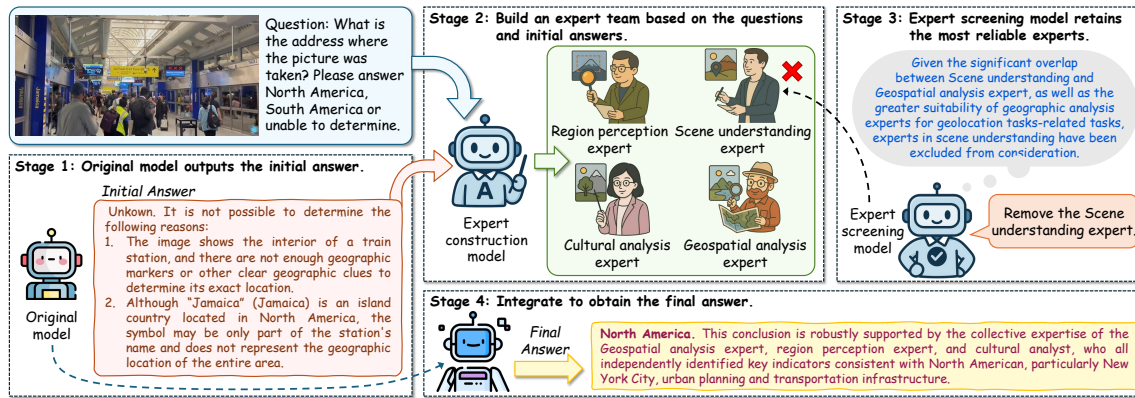 Question: What is
the address where
the picture was
taken? Please answer
North America,
South America or
unable to determine.
Stage 1: Original model outputs the initial answer.
Initial Answer
Unkown. It is not possible to determine the
following reasons:
1. The image shows the interior of a train
station, and there are not enough geographic
markers or other clear geographic clues to
determine its exact location.
2. Although “Jamaica” (Jamaica) is an island
country located in North America, the
symbol may be only part of the station's
name and does not represent the geographic
location of the entire area.
Original
model
Stage 2: Build an expert team based on the questions
and initial answers.
A
Expert
construction
model
Region perception
expert
Scene understanding
expert
Cultural analysis
expert
Geospatial analysis
expert
Stage 3: Expert screening model retains
the most reliable experts.
Given the significant overlap
between Scene understanding and
Geospatial analysis expert, as well as the
greater suitability of geographic analysis
experts for geolocation tasks-related tasks,
experts in scene understanding have been
excluded from consideration.
Expert
screening
model
Remove the Scene
understanding expert.
Stage 4: Integrate to obtain the final answer.
Final
Answer
North America. This conclusion is robustly supported by the collective expertise of the
Geospatial analysis expert, region perception expert, and cultural analyst, who all
independently identified key indicators consistent with North American, particularly New
York City, urban planning and transportation infrastructure.